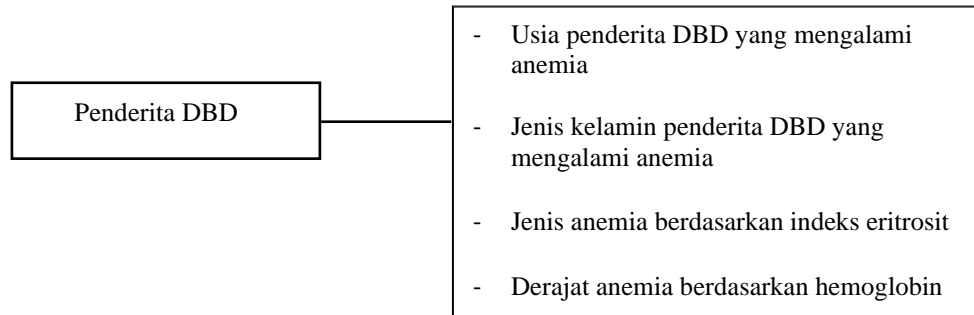 Penderita DBD
- Usia penderita DBD yang mengalami
anemia
- Jenis kelamin penderita DBD yang
mengalami anemia
- Jenis anemia berdasarkan indeks eritrosit
- Derajat anemia berdasarkan hemoglobin